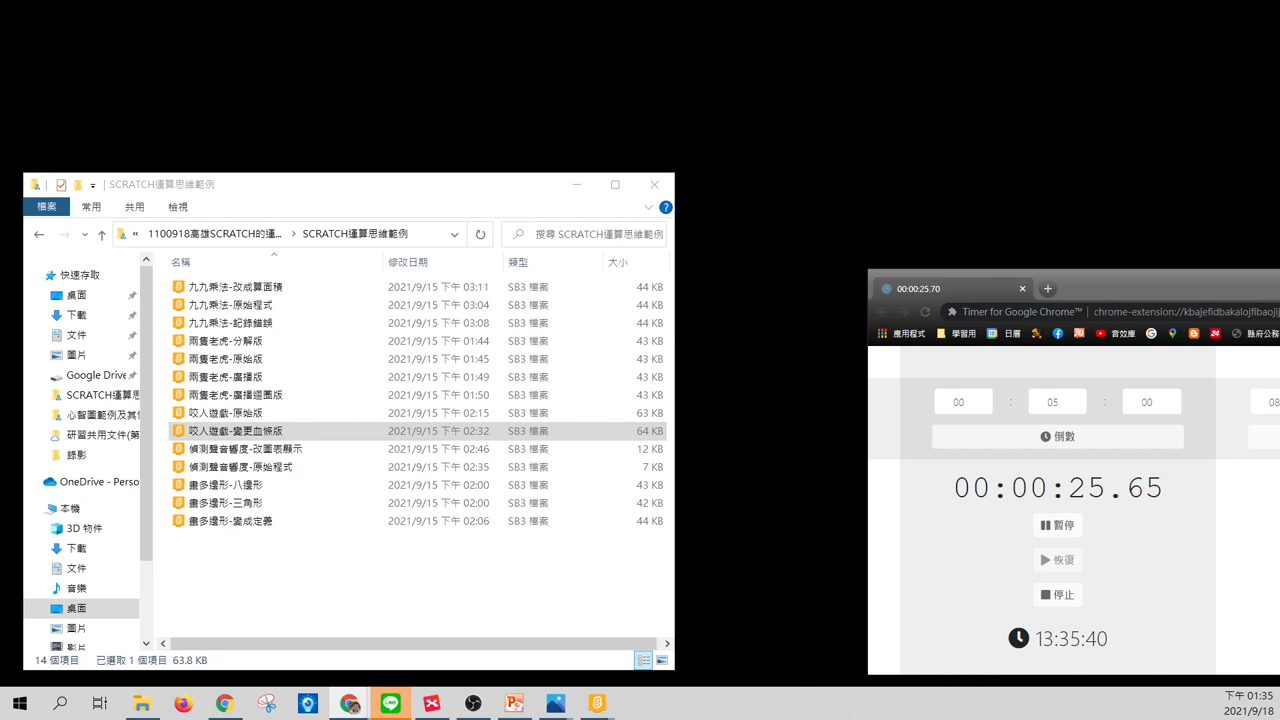 SCRATCH運算思維範例
檔案 常用 共用 檢視
« 1100918高雄SCRATCH的運... › SCRATCH運算思維範例
搜尋 SCRATCH運算思維範例
名稱 修改日期 類型 大小
九九乘法-改成算面積 2021/9/15 下午 03:11 SB3 檔案 44 KB
九九乘法-原始程式 2021/9/15 下午 03:04 SB3 檔案 44 KB
九九乘法-記錄錯誤 2021/9/15 下午 03:08 SB3 檔案 44 KB
兩隻老虎-分解版 2021/9/15 下午 01:44 SB3 檔案 43 KB
兩隻老虎-原始版 2021/9/15 下午 01:45 SB3 檔案 43 KB
兩隻老虎-廣播版 2021/9/15 下午 01:49 SB3 檔案 43 KB
兩隻老虎-廣播迴圈版 2021/9/15 下午 01:50 SB3 檔案 43 KB
咬人遊戲-原始版 2021/9/15 下午 02:15 SB3 檔案 63 KB
咬人遊戲-變更血條版 2021/9/15 下午 02:32 SB3 檔案 64 KB
偵測聲音響度-改圖表顯示 2021/9/15 下午 02:46 SB3 檔案 12 KB
偵測聲音響度-原始程式 2021/9/15 下午 02:35 SB3 檔案 7 KB
畫多邊形-八邊形 2021/9/15 下午 02:00 SB3 檔案 43 KB
畫多邊形-三角形 2021/9/15 下午 02:00 SB3 檔案 42 KB
畫多邊形-變成定義 2021/9/15 下午 02:06 SB3 檔案 44 KB
快速存取
桌面
下載
文件
圖片
Google Drive
SCRATCH運算思
心智圖範例及其
研習共用文件(第
錄影
OneDrive - Perso
本機
3D 物件
下載
文件
音樂
桌面
圖片
影片
14 個項目 已選取 1 個項目 63.8 KB
00:00:25.70
Timer for Google Chrome™ | chrome-extension://kbajefidbakalojflbaoji
應用程式 學習用 日曆 音效庫 24 縣府公務
00 : 05 : 00 08
倒數
00:00:25.65
暫停
恢復
停止
13:35:40
LINE
下午 01:35
2021/9/18